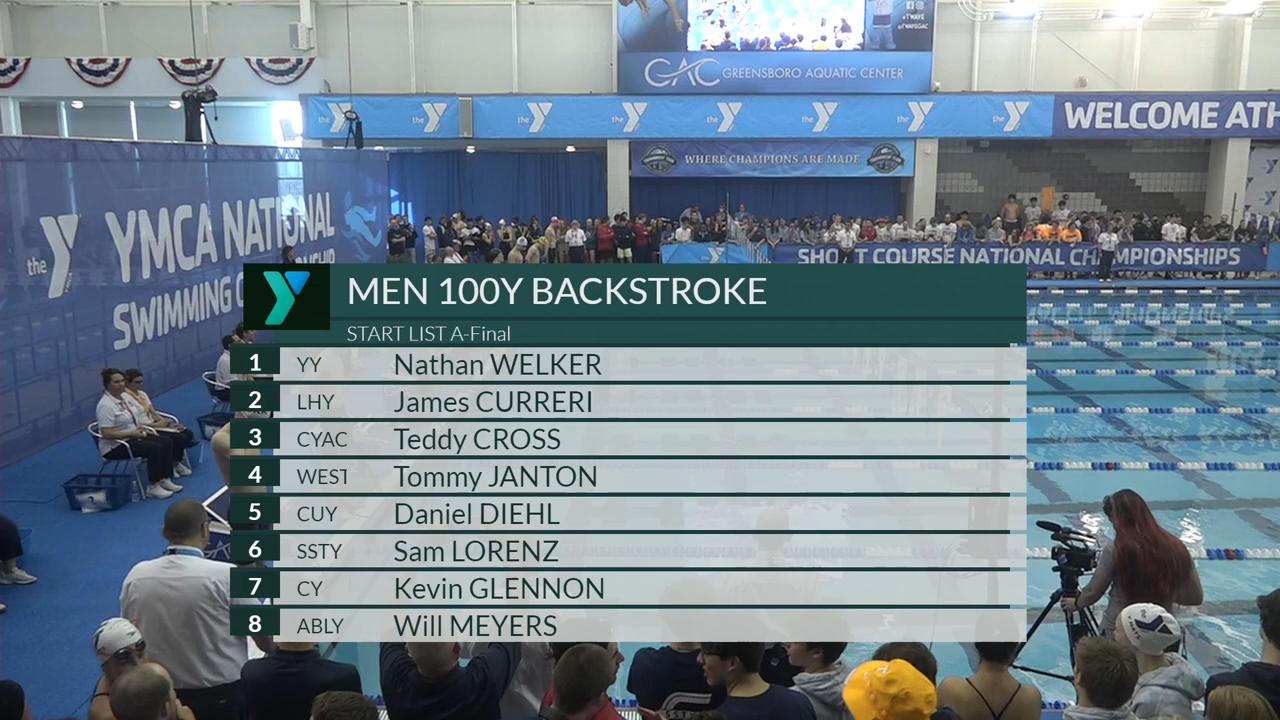 @YNAVE
@YNAVEGAC
GAC GREENSBORO AQUATIC CENTER
the Y the Y the Y the Y the Y the Y the Y the Y
WELCOME ATH
WHERE CHAMPIONS ARE MADE
the Y YMCA NATIONAL
SWIMMING C
SHORT COURSE NATIONAL CHAMPIONSHIPS
MEN 100Y BACKSTROKE
START LIST A-Final
1 YY Nathan WELKER
2 LHY James CURRERI
3 CYAC Teddy CROSS
4 WEST Tommy JANTON
5 CUY Daniel DIEHL
6 SSTY Sam LORENZ
7 CY Kevin GLENNON
8 ABLY Will MEYERS